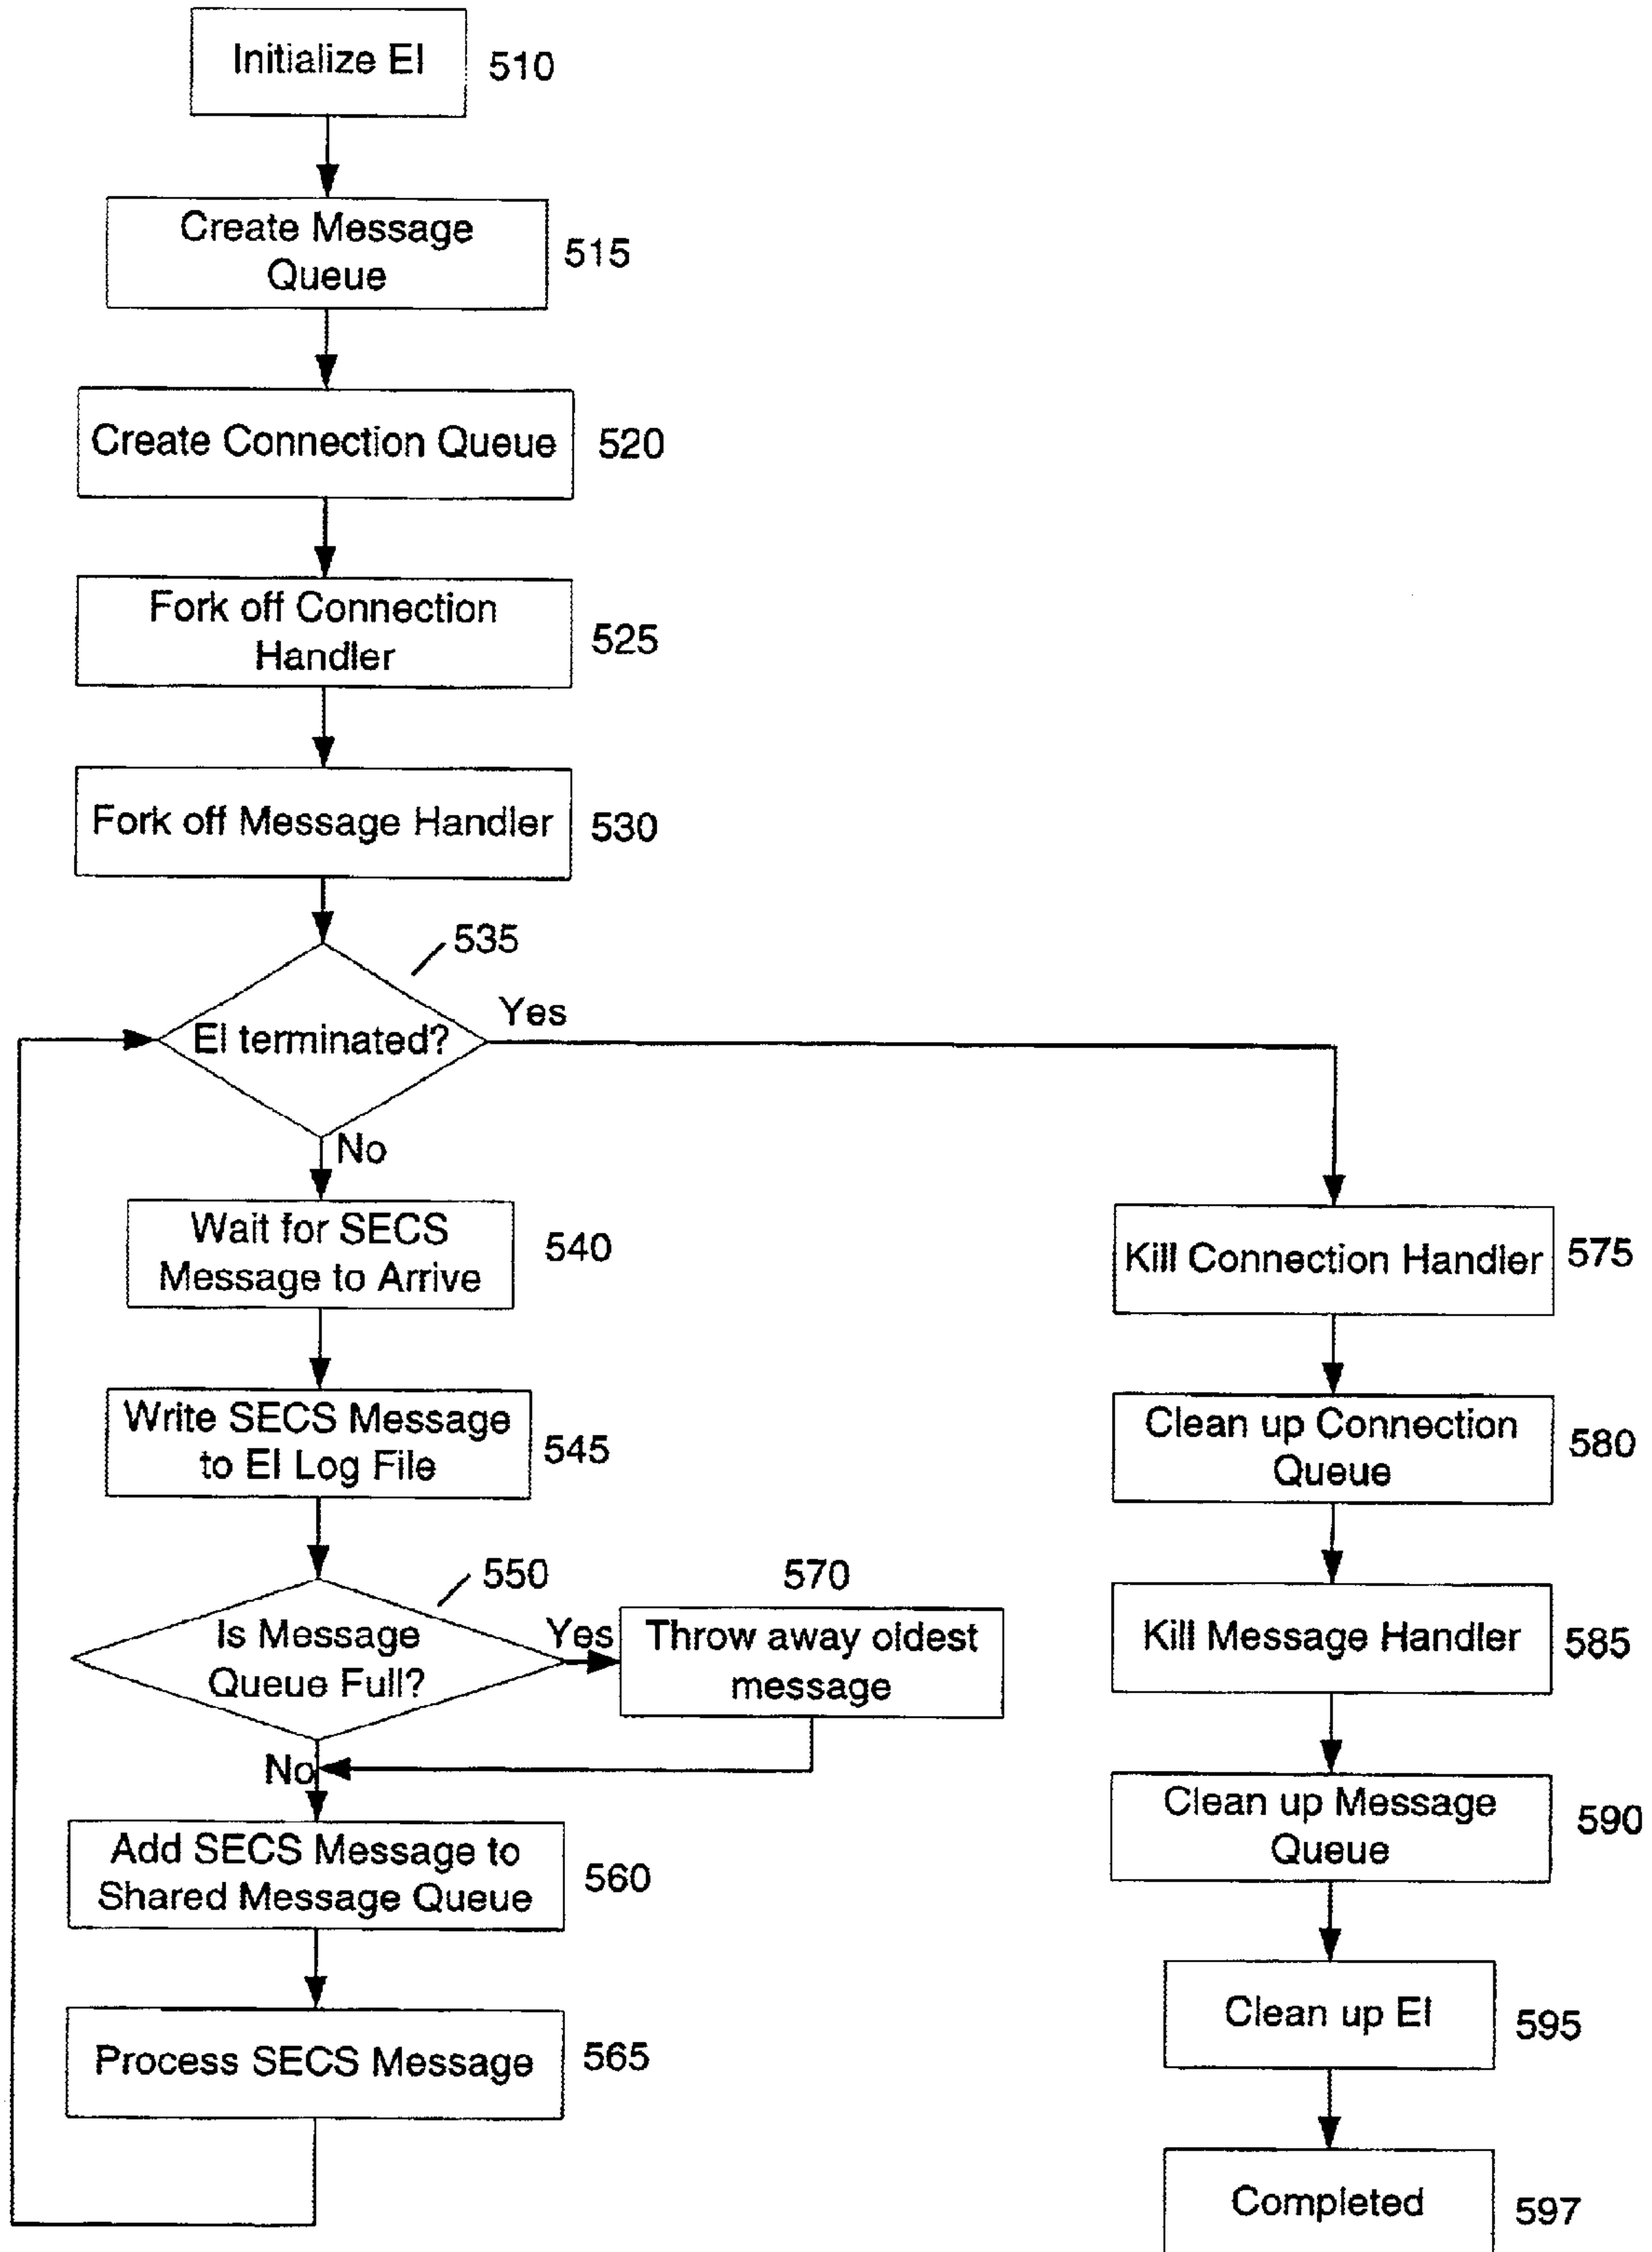 Initialize EI
510
Create Message
Queue
515
Create Connection Queue
520
Fork off Connection
Handler
525
Fork off Message Handler
530
535
EI terminated?
Yes
No
Wait for SECS
Message to Arrive
540
Write SECS Message
to EI Log File
545
550
Is Message
Queue Full?
Yes
570
Throw away oldest
message
No
Add SECS Message to
Shared Message Queue
560
Process SECS Message
565
Kill Connection Handler
575
Clean up Connection
Queue
580
Kill Message Handler
585
Clean up Message
Queue
590
Clean up EI
595
Completed
597